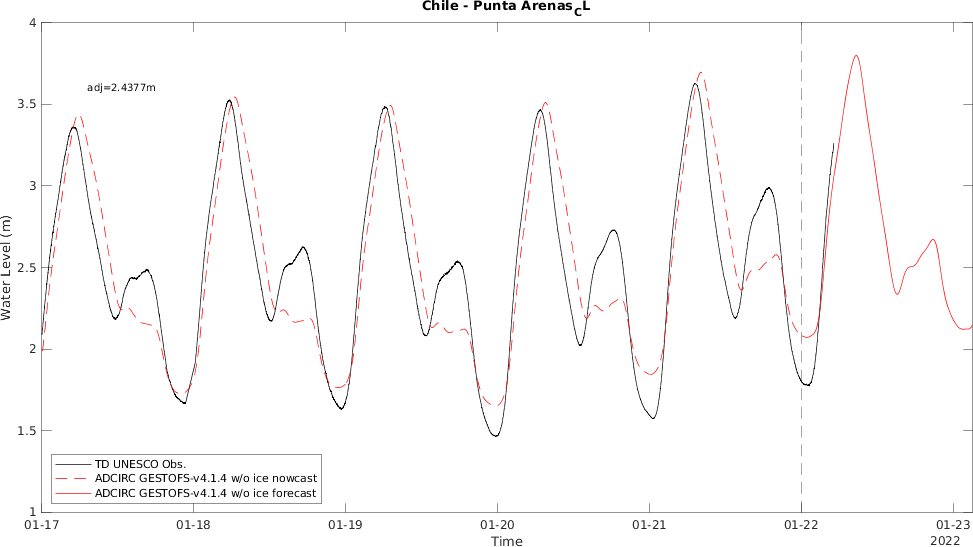 Chile - Punta Arenas_CL
adj=2.4377m
4
3.5
3
2.5
2
1.5
1
Water Level (m)
TD UNESCO Obs.
ADCIRC GESTOFS-v4.1.4 w/o ice nowcast
ADCIRC GESTOFS-v4.1.4 w/o ice forecast
01-17 01-18 01-19 01-20 01-21 01-22 01-23
Time
2022